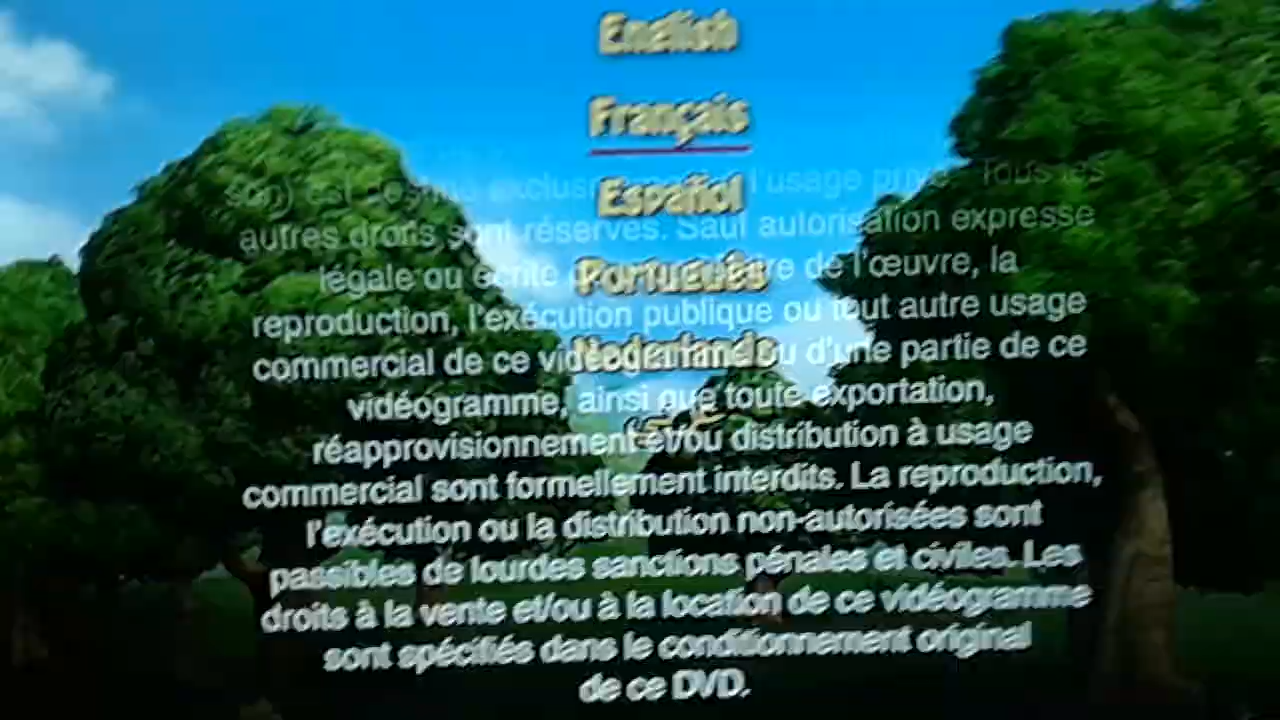 English
Français
Español
Português
Nederlands
exclus l'usage privé. Tous les
autres droits sont réservés. Sauf autorisation expresse
légale ou écrite de l'œuvre, la
reproduction, l'exécution publique ou tout autre usage
commercial de ce vidéogramme ou d'une partie de ce
vidéogramme, ainsi que toute exportation,
réapprovisionnement et/ou distribution à usage
commercial sont formellement interdits. La reproduction,
l'exécution ou la distribution non-autorisées sont
passibles de lourdes sanctions pénales et civiles. Les
droits à la vente et/ou à la location de ce vidéogramme
sont spécifiés dans le conditionnement original
de ce DVD.